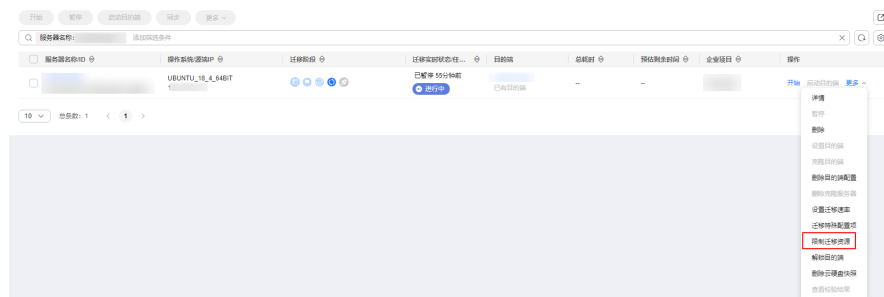 开始 暂停 启动目的端 同步 更多
服务器名称: 添加筛选条件
服务器名称/ID 操作系统/源端IP 迁移阶段 迁移实时状态/任... 目的端 总耗时 预估剩余时间 企业项目 操作
UBUNTU_18_4_64BIT 已暂停 55分钟前 开始 启动目的端 更多
进行中 已有目的端 -- --
10 总条数: 1 < 1 >
详情
暂停
删除
设置目的端
克隆目的端
删除目的端配置
删除克隆服务器
设置迁移速率
迁移特殊配置项
限制迁移资源
解锁目的端
删除云硬盘快照
查看校验结果